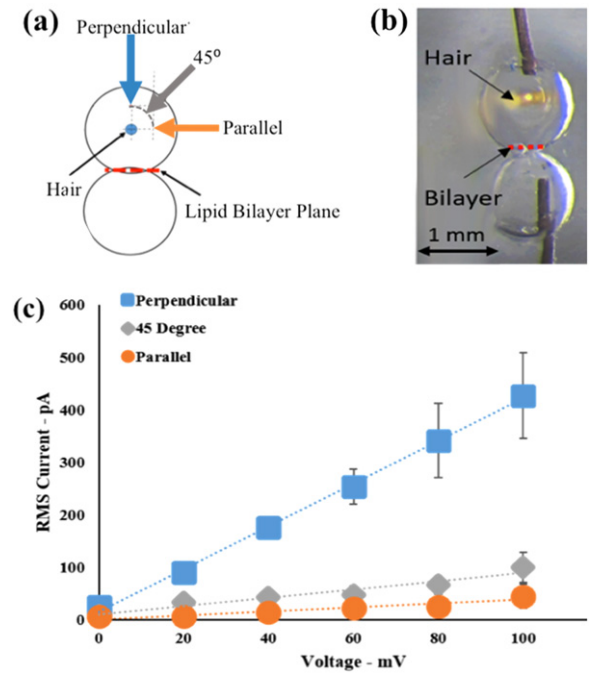 (a)
Perpendicular
45°
Parallel
Hair
Lipid Bilayer Plane
(b)
Hair
Bilayer
1 mm
(c)
600
500
400
300
200
100
0
RMS Current - pA
Perpendicular
45 Degree
Parallel
0 20 40 60 80 100
Voltage - mV